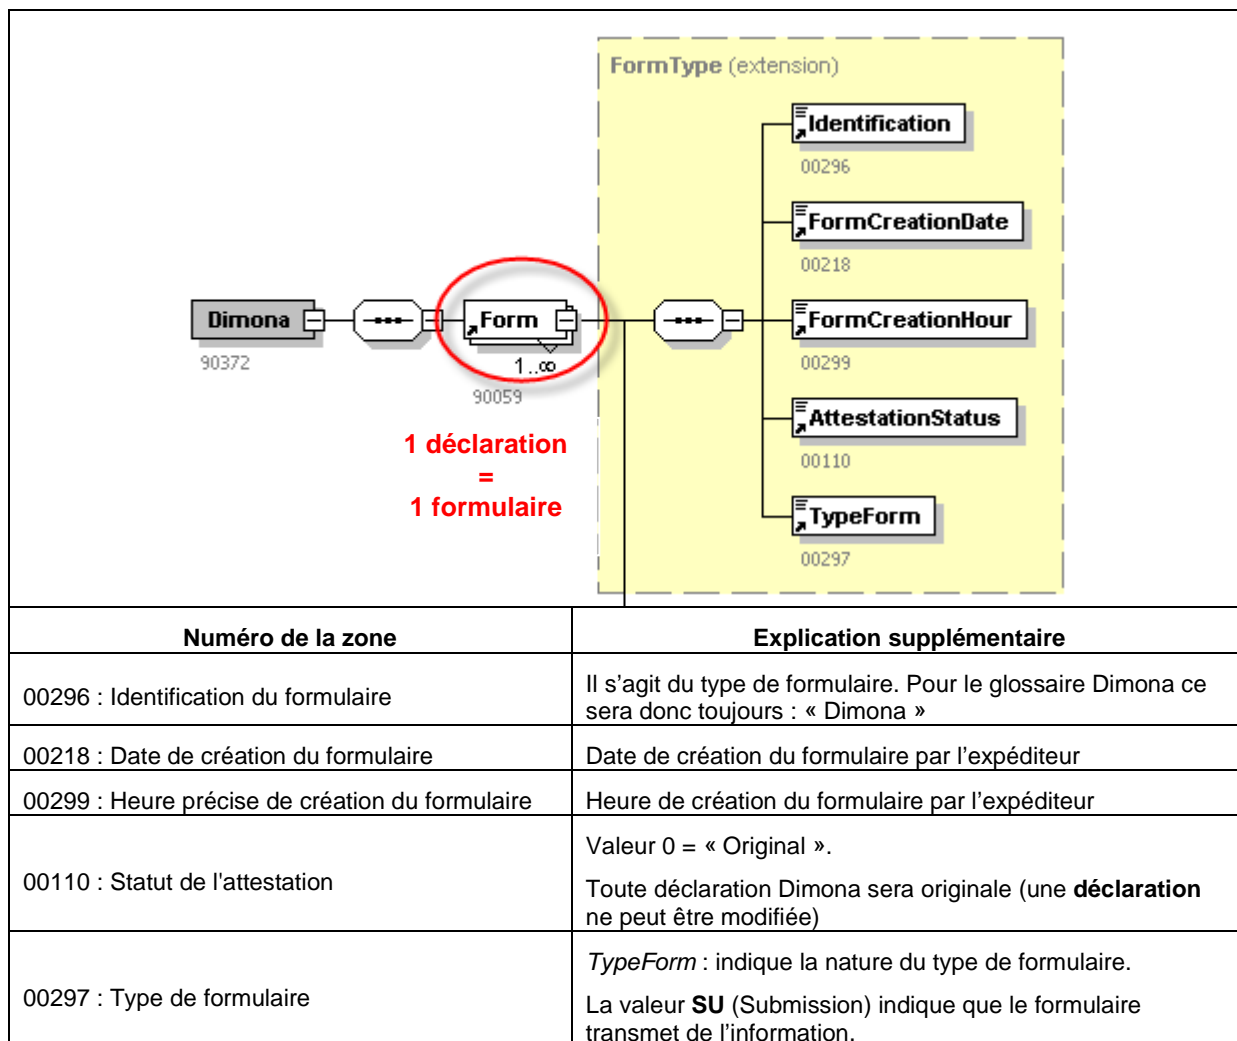 FormType (extension)
Identification
00296
FormCreationDate
00218
Dimona
90372
Form
1..∞
90059
FormCreationHour
00299
AttestationStatus
00110
TypeForm
00297
1 déclaration
=
1 formulaire
Numéro de la zone
Explication supplémentaire
00296 : Identification du formulaire
Il s’agit du type de formulaire. Pour le glossaire Dimona ce
sera donc toujours : « Dimona »
00218 : Date de création du formulaire
Date de création du formulaire par l’expéditeur
00299 : Heure précise de création du formulaire
Heure de création du formulaire par l’expéditeur
00110 : Statut de l'attestation
Valeur 0 = « Original ».
Toute déclaration Dimona sera originale (une déclaration
ne peut être modifiée)
00297 : Type de formulaire
TypeForm : indique la nature du type de formulaire.
La valeur SU (Submission) indique que le formulaire
transmet de l’information.